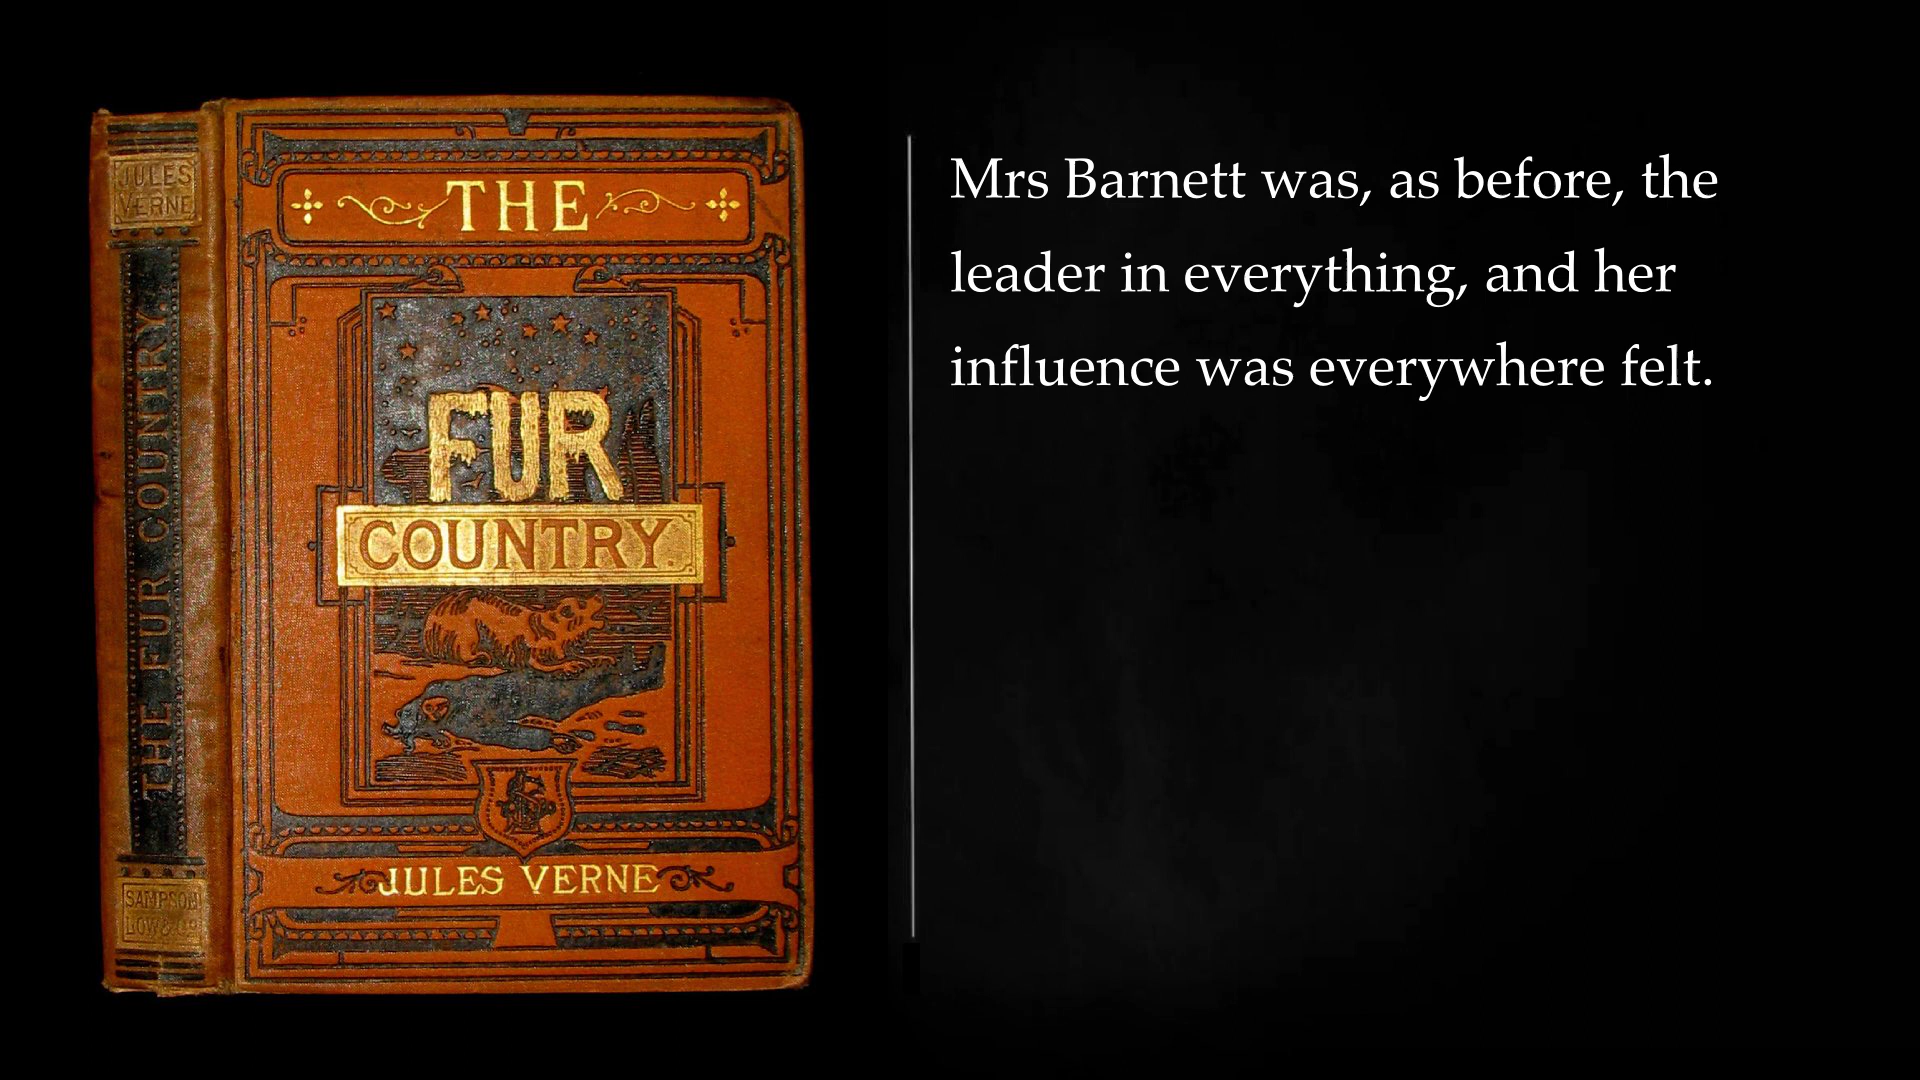 JULES
VERNE
THE FUR COUNTRY.
SAMPSON
LOW & Co
THE
FUR
COUNTRY.
JULES VERNE
Mrs Barnett was, as before, the
leader in everything, and her
influence was everywhere felt.